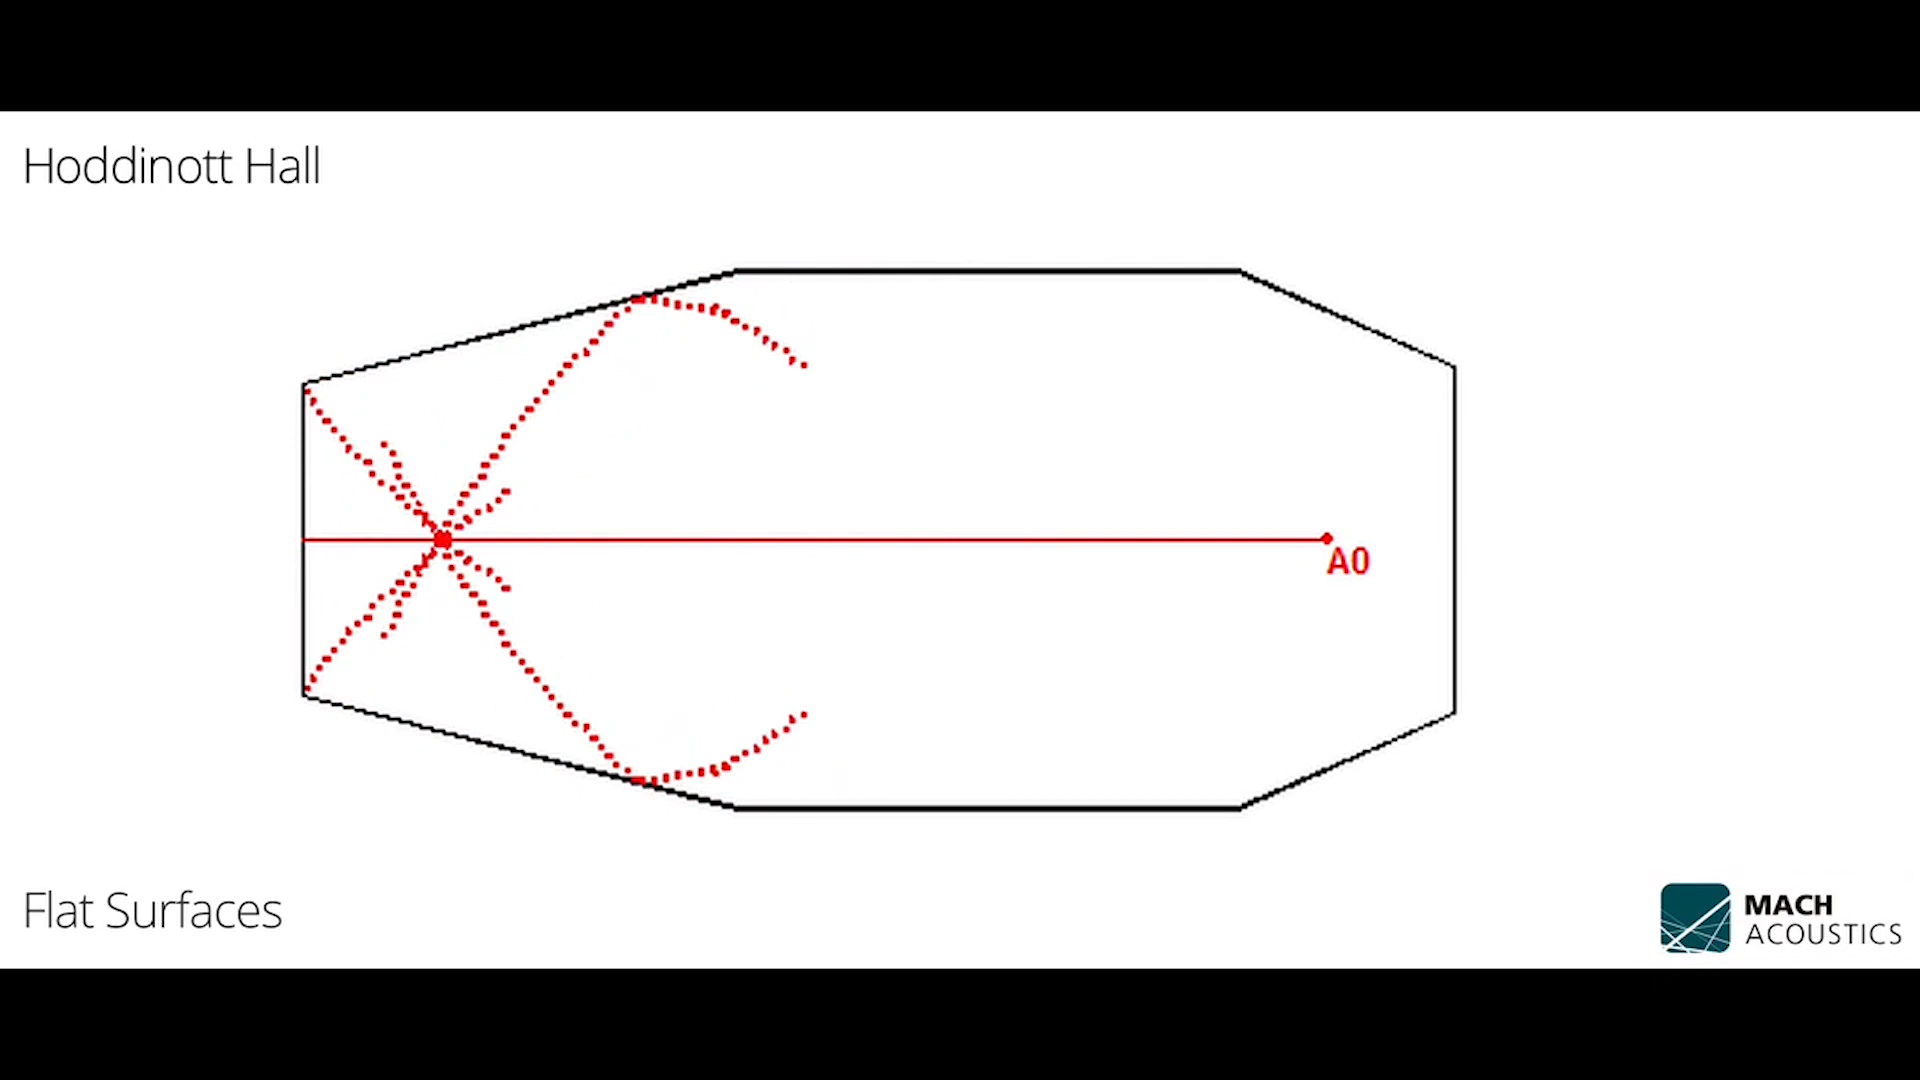 Hoddinott Hall
A0
Flat Surfaces
MACH
ACOUSTICS